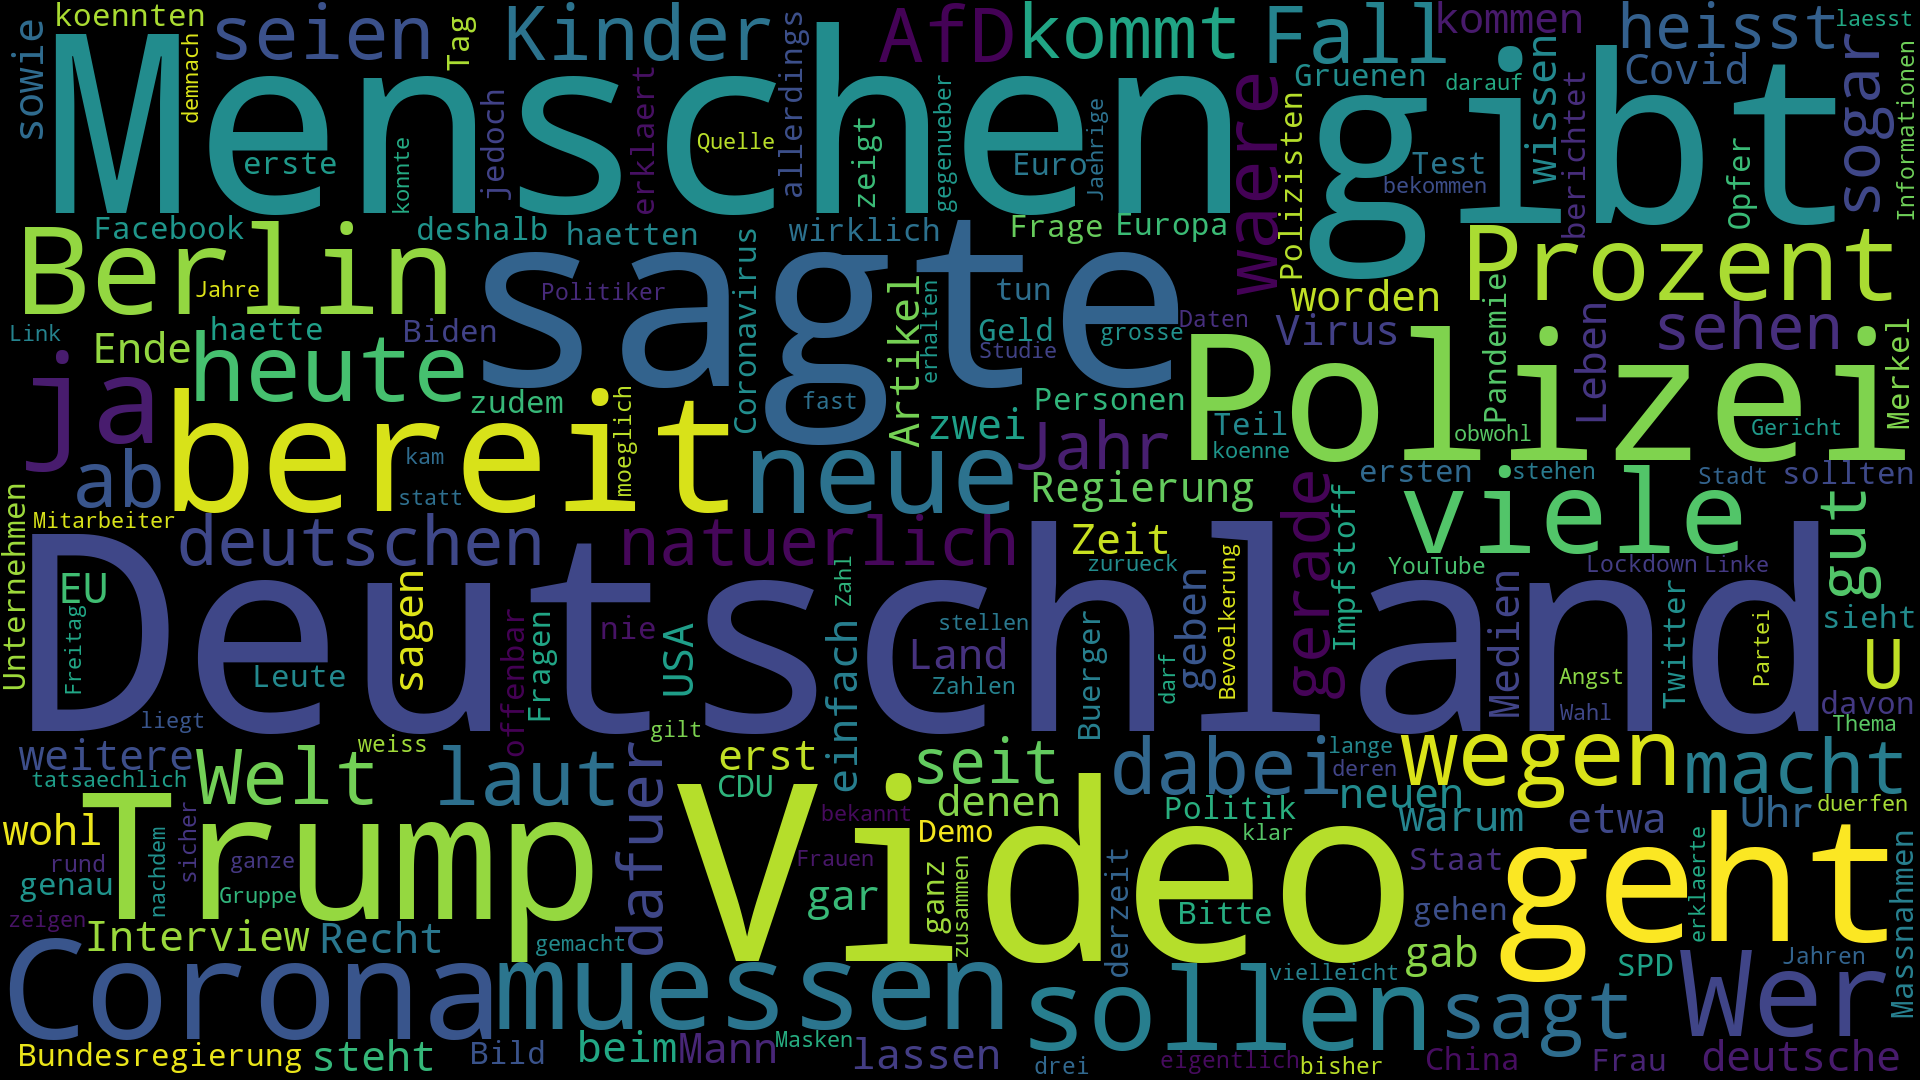 koennten
sowie
Menschen
demnach
seien
Tag
Kinder
AfD
kommt
Fall
kommen
heisst
laesst
Covid
sogar
Informationen
Gruenen
darauf
Wissen
berichtet
gibt
waere
Polizisten
Test
bekommen
Opfer
erste
konnte
jedoch
erklaert
Quelle
allerdings
zeigt
gegenueber
Euro
Jaehrige
Facebook
deshalb
haetten
wirklich
Frage
Europa
Berlin
Jahre
sagte
Politiker
Coronavirus
Artikel
erhalten
tun
Geld
Studie
grosse
Daten
worden
Virus
Prozent
Pandemie
Leben
sehen
Merkel
Link
Ende
haette
Biden
heute
ja
zudem
fast
zwei
Personen
Polizei
Teil
koenne
obwohl
Gericht
bereit
kam
statt
moeglich
ab
neue
Jahr
Regierung
ersten
stehen
Stadt
sollten
viele
gut
Unternehmen
Mitarbeiter
deutschen
natuerlich
Zeit
zurueck
gerade
Impfstoff
YouTube
Lockdown
Linke
EU
Freitag
Deutschland
sagen
Leute
offenbar
Fragen
nie
USA
einfach
zahl
stellen
Land
Zahlen
Buerger
darf
geben
Bevoelkerung
Medien
Angst
Wahl
Twitter
Partei
sieht
U
davon
Thema
liegt
weitere
tatsaechlich
Welt
weiss
laut
gilt
dafuer
erst
CDU
seit
denen
dabei
lange
deren
neuen
wegen
macht
duerfen
wohl
rund
genau
zeigen
nachdem
sicher
ganze
Gruppe
Trump
Video
bekannt
Frauen
gar
Demo
ganz
zusammen
Politik
klar
Bitte
derzeit
warum
etwa
Uhr
Staat
gehen
geht
erklaerte
Massnahmen
Interview
Recht
gemacht
Corona
muessen
sollen
vielleicht
gab
sagt
SPD
Jahren
Wer
Bundesregierung
steht
Bild
beim
Mann
Masken
lassen
drei
eigentlich
bisher
China
Frau
deutsche